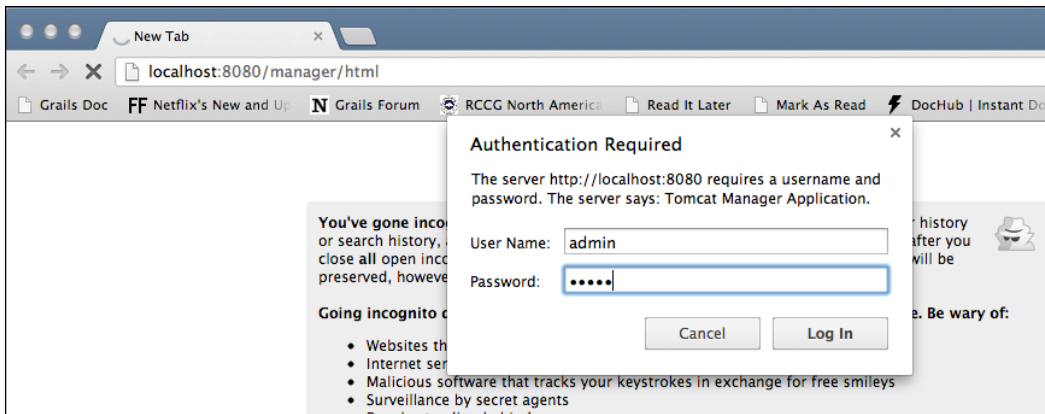 New Tab
localhost:8080/manager/html
Grails Doc FF Netflix's New and Up N Grails Forum RCCG North America Read It Later Mark As Read DocHub | Instant Do
Authentication Required
The server http://localhost:8080 requires a username and
password. The server says: Tomcat Manager Application.
User Name: admin
Password: •••••
Cancel Log In
You've gone inco
r history
or search history,
after you
close all open inco
will be
preserved, howeve
Going incognito
e. Be wary of:
• Websites th
• Internet ser
• Malicious software that tracks your keystrokes in exchange for free smileys
• Surveillance by secret agents